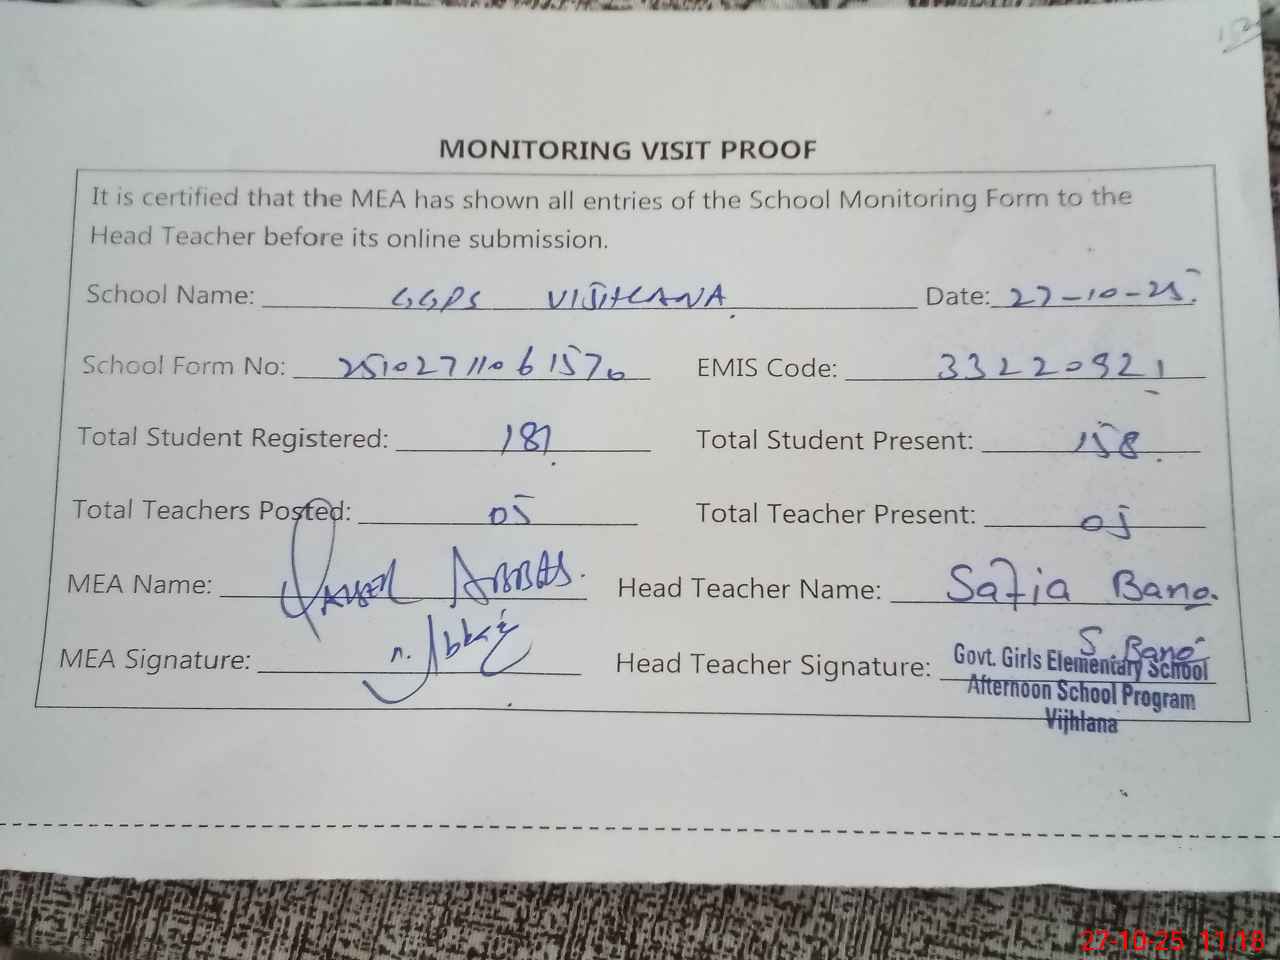 MONITORING VISIT PROOF
It is certified that the MEA has shown all entries of the School Monitoring Form to the
Head Teacher before its online submission.
School Name: GGPS VIJHLANA Date: 27-10-25
School Form No: 25102711061570 EMIS Code: 33220921
Total Student Registered: 187 Total Student Present: 158
Total Teachers Posted: 05 Total Teacher Present: 05
MEA Name: ABBAS. Head Teacher Name: Safia Bano.
MEA Signature: Head Teacher Signature: S. Bano
Govt. Girls Elementary School
Afternoon School Program
Vijhlana
27-10-25 11:18